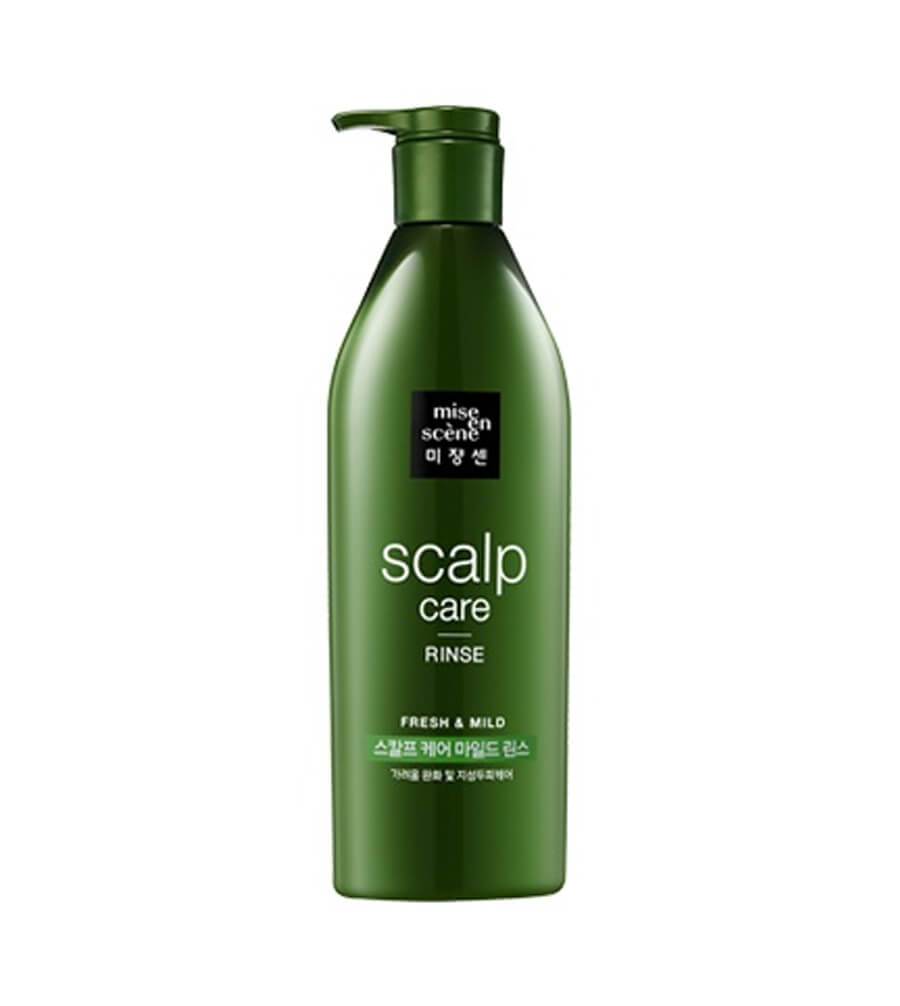 mise
en
scène
미쟝센
scalp
care
RINSE
FRESH & MILD
스칼프 케어 마일드 린스
가려움 완화 및 지성두피케어